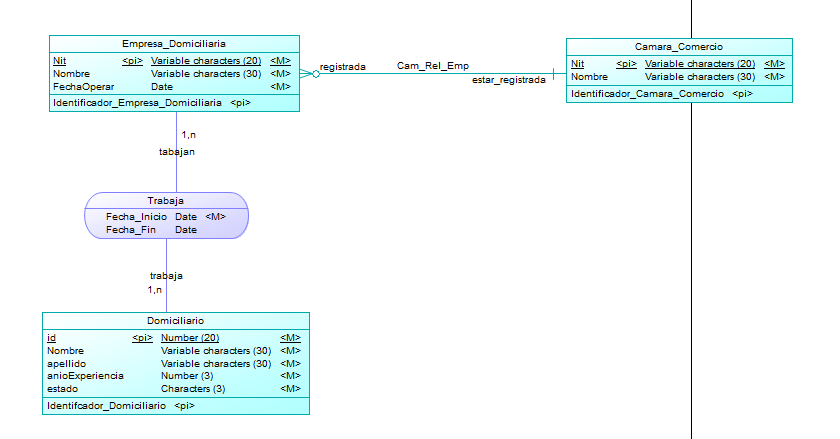 Empresa_Domiciliaria
Nit <pi> Variable characters (20) <M>
Nombre Variable characters (30) <M>
FechaOperar Date <M>
Identificador_Empresa_Domiciliaria <pi>
registrada
Cam_Rel_Emp
estar_registrada
Camara_Comercio
Nit <pi> Variable characters (20) <M>
Nombre Variable characters (30) <M>
Identificador_Camara_Comercio <pi>
1,n
tabajan
Trabaja
Fecha_Inicio Date <M>
Fecha_Fin Date
trabaja
1,n
Domiciliario
id <pi> Number (20) <M>
Nombre Variable characters (30) <M>
apellido Variable characters (30) <M>
anioExperiencia Number (3) <M>
estado Characters (3) <M>
Identifcador_Domiciliario <pi>